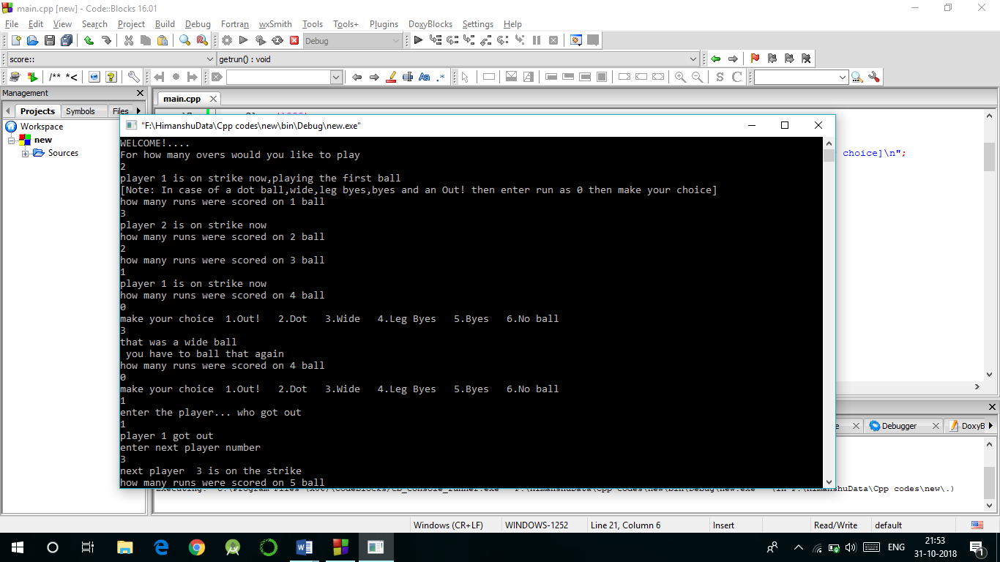 main.cpp [new] - Code::Blocks 16.01
File Edit View Search Project Build Debug Fortran wxSmith Tools Tools+ Plugins DoxyBlocks Settings Help
Debug
score:: getrun() : void
/** *<
Aa .*
S C
Management
main.cpp
Projects Symbols Files
Workspace
new
Sources
choice]\n";
"F:\HimanshuData\Cpp codes\new\bin\Debug\new.exe"
WELCOME!....
For how many overs would you like to play
2
player 1 is on strike now,playing the first ball
[Note: In case of a dot ball,wide,leg byes,byes and an Out! then enter run as 0 then make your choice]
how many runs were scored on 1 ball
3
player 2 is on strike now
how many runs were scored on 2 ball
2
how many runs were scored on 3 ball
1
player 1 is on strike now
how many runs were scored on 4 ball
0
make your choice  1.Out!   2.Dot   3.Wide   4.Leg Byes   5.Byes   6.No ball
3
that was a wide ball
 you have to ball that again
how many runs were scored on 4 ball
0
make your choice  1.Out!   2.Dot   3.Wide   4.Leg Byes   5.Byes   6.No ball
1
enter the player... who got out
1
player 1 got out
enter next player number
3
next player  3 is on the strike
how many runs were scored on 5 ball
Debugger DoxyB
(in F:\HimanshuData\Cpp codes\new\.)
Windows (CR+LF) WINDOWS-1252 Line 21, Column 6 Insert Read/Write default
ENG
21:53
31-10-2018
1